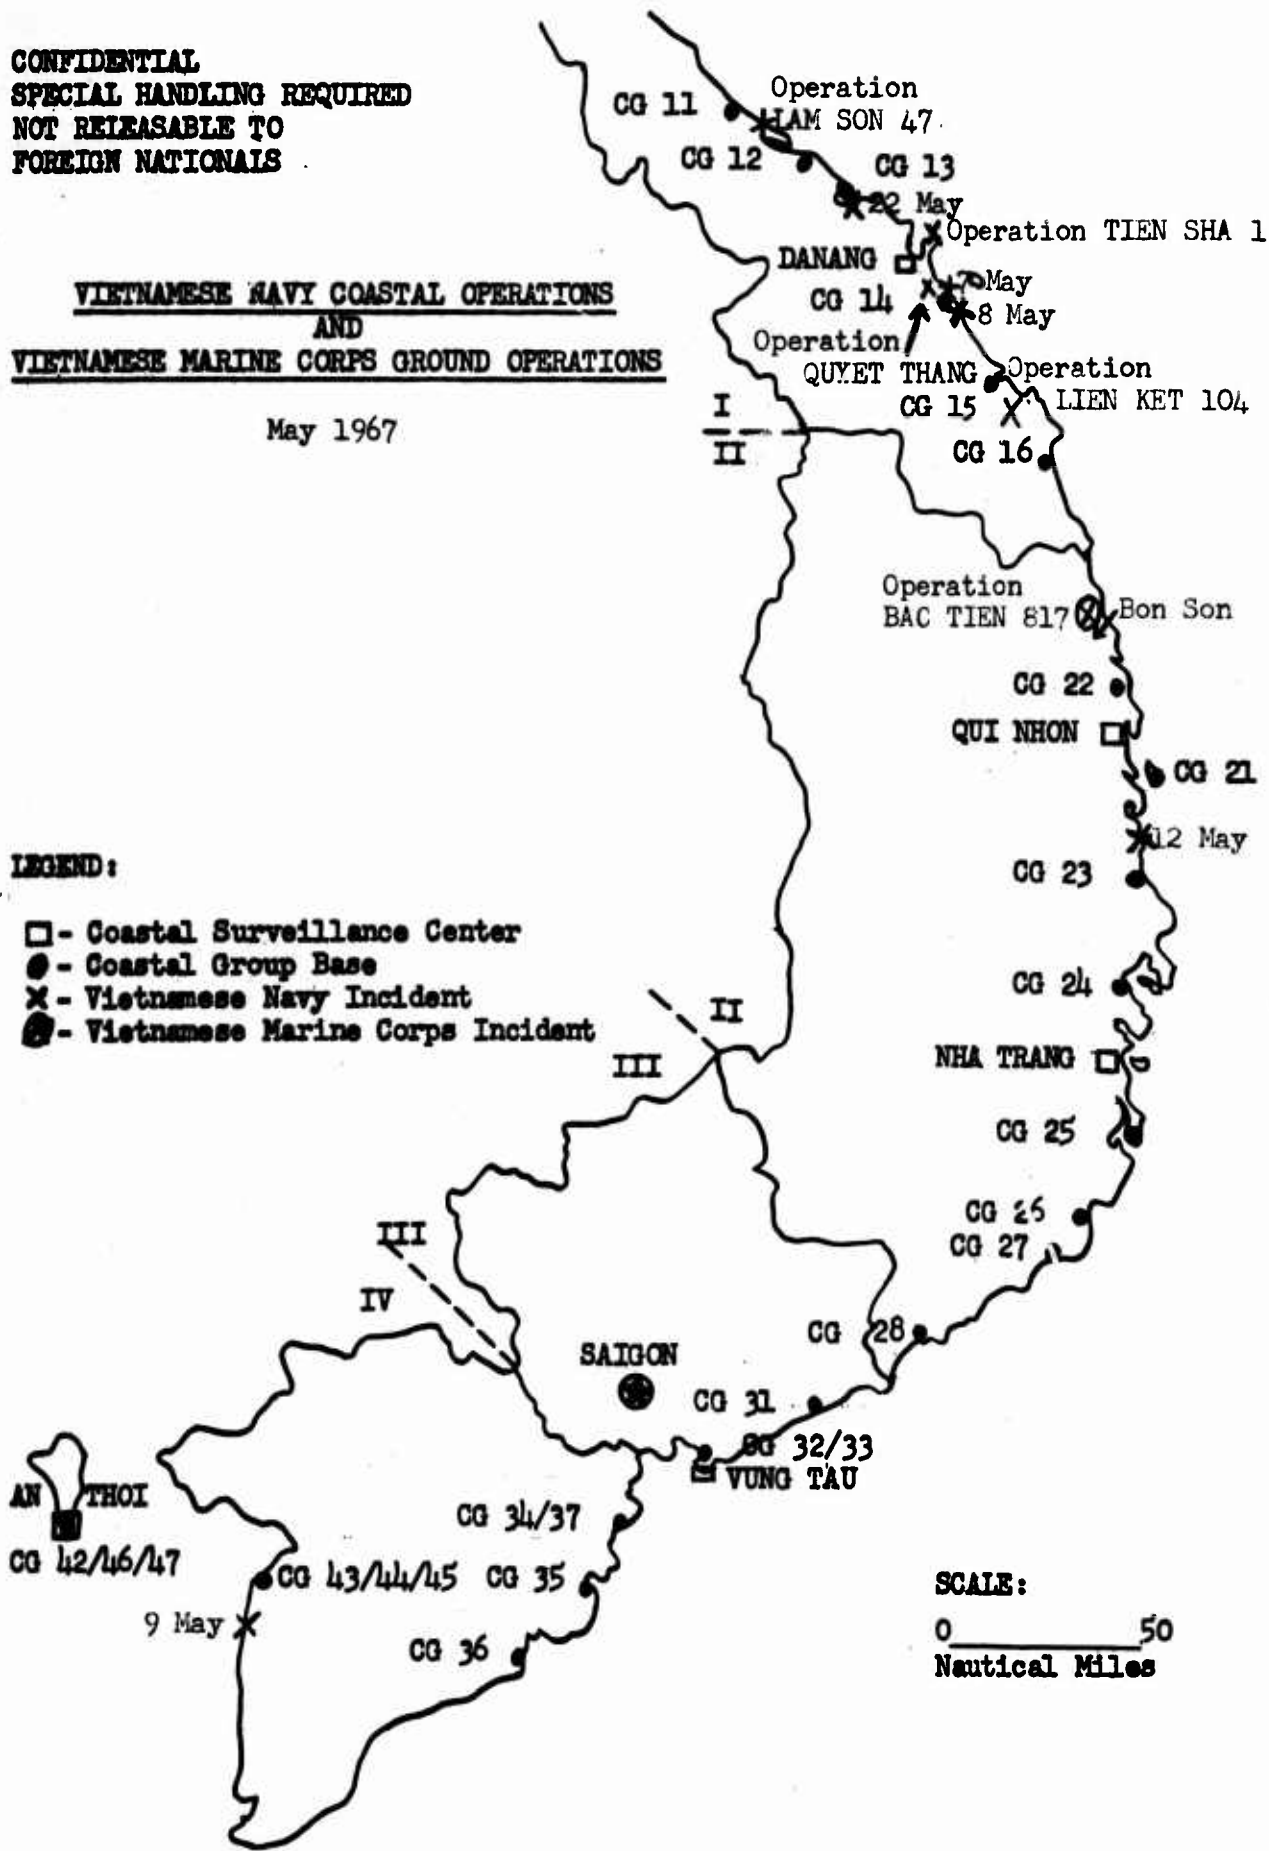 CONFIDENTIAL
SPECIAL HANDLING REQUIRED
NOT RELEASABLE TO
FOREIGN NATIONALS
VIETNAMESE NAVY COASTAL OPERATIONS
AND
VIETNAMESE MARINE CORPS GROUND OPERATIONS
May 1967
CG 11
Operation
LAM SON 47
CG 12
CG 13
22 May
Operation TIEN SHA 1
DANANG
May
CG 14
8 May
Operation
QUYET THANG
Operation
LIEN KET 104
CG 15
I
II
CG 16
Operation
BAC TIEN 817
Bon Son
CG 22
QUI NHON
CG 21
12 May
CG 23
LEGEND:
- Coastal Surveillance Center
- Coastal Group Base
X - Vietnamese Navy Incident
- Vietnamese Marine Corps Incident
CG 24
II
III
NHA TRANG
CG 25
CG 26
CG 27
III
IV
CG 28
SAIGON
CG 31
CG 32/33
VUNG TAU
AN THOI
CG 42/46/47
CG 34/37
CG 43/44/45
CG 35
9 May
CG 36
SCALE:
0 50
Nautical Miles